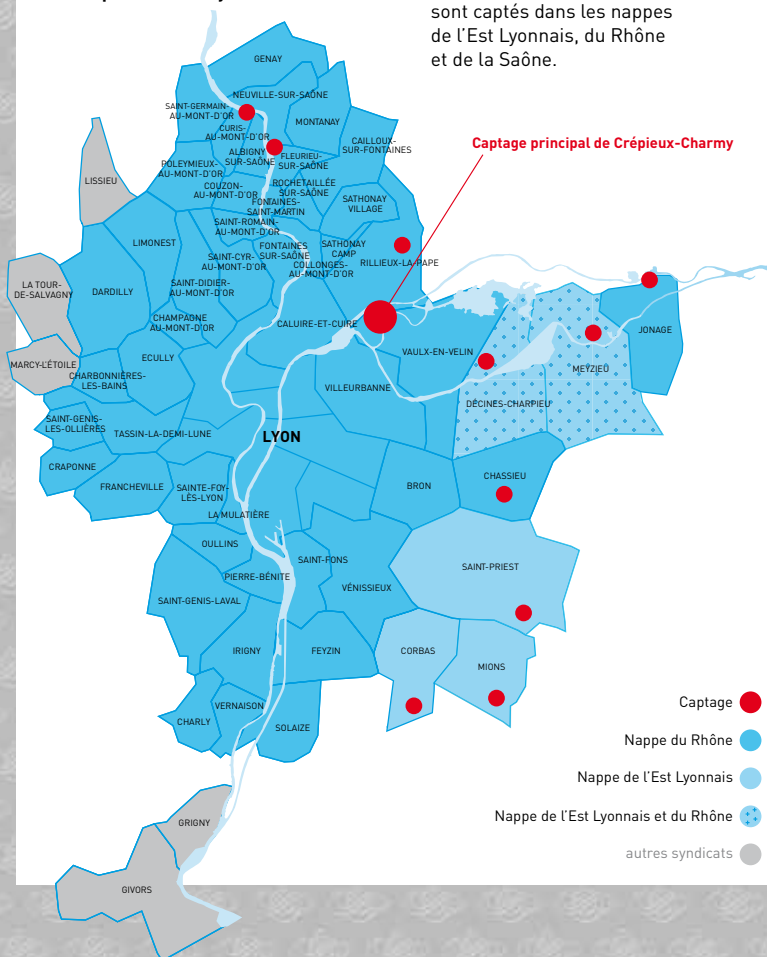 sont captés dans les nappes
de l’Est Lyonnais, du Rhône
et de la Saône.
Captage principal de Crépieux-Charmy
GENAY
NEUVILLE-SUR-SAÔNE
SAINT-GERMAIN-
AU-MONT-D’OR
MONTANAY
CURIS-
AU-MONT-D’OR
CAILLOUX-
SUR-FONTAINES
ALBIGNY
SUR-SAÔNE
FLEURIEU-
SUR-SAÔNE
POLEYMIEUX-
AU-MONT-D’OR
LISSIEU
COUZON-
AU-MONT-D’OR
ROCHETAILLÉE
SUR-SAÔNE
FONTAINES-
SAINT-MARTIN
SATHONAY
VILLAGE
SAINT-ROMAIN-
AU-MONT-D’OR
LIMONEST
FONTAINES
SUR-SAÔNE
SATHONAY
CAMP
SAINT-CYR-
AU-MONT-D’OR
COLLONGES-
AU-MONT-D’OR
RILLIEUX-LA-PAPE
LA TOUR-
DE-SALVAGNY
DARDILLY
SAINT-DIDIER-
AU-MONT-D’OR
CHAMPAGNE
AU-MONT-D’OR
CALUIRE-ET-CUIRE
JONAGE
VAULX-EN-VELIN
ECULLY
MARCY-L’ÉTOILE
MEYZIEU
CHARBONNIÈRES-
LES-BAINS
VILLEURBANNE
DÉCINES-CHARPIEU
SAINT-GENIS-
LES-OLLIÈRES
TASSIN-LA-DEMI-LUNE
LYON
CRAPONNE
FRANCHEVILLE
SAINTE-FOY-
LÈS-LYON
BRON
CHASSIEU
LA MULATIÈRE
OULLINS
SAINT-FONS
SAINT-PRIEST
PIERRE-BÉNITE
VÉNISSIEUX
SAINT-GENIS-LAVAL
IRIGNY
FEYZIN
CORBAS
MIONS
VERNAISON
CHARLY
SOLAIZE
GRIGNY
GIVORS
Captage
Nappe du Rhône
Nappe de l’Est Lyonnais
Nappe de l’Est Lyonnais et du Rhône
autres syndicats